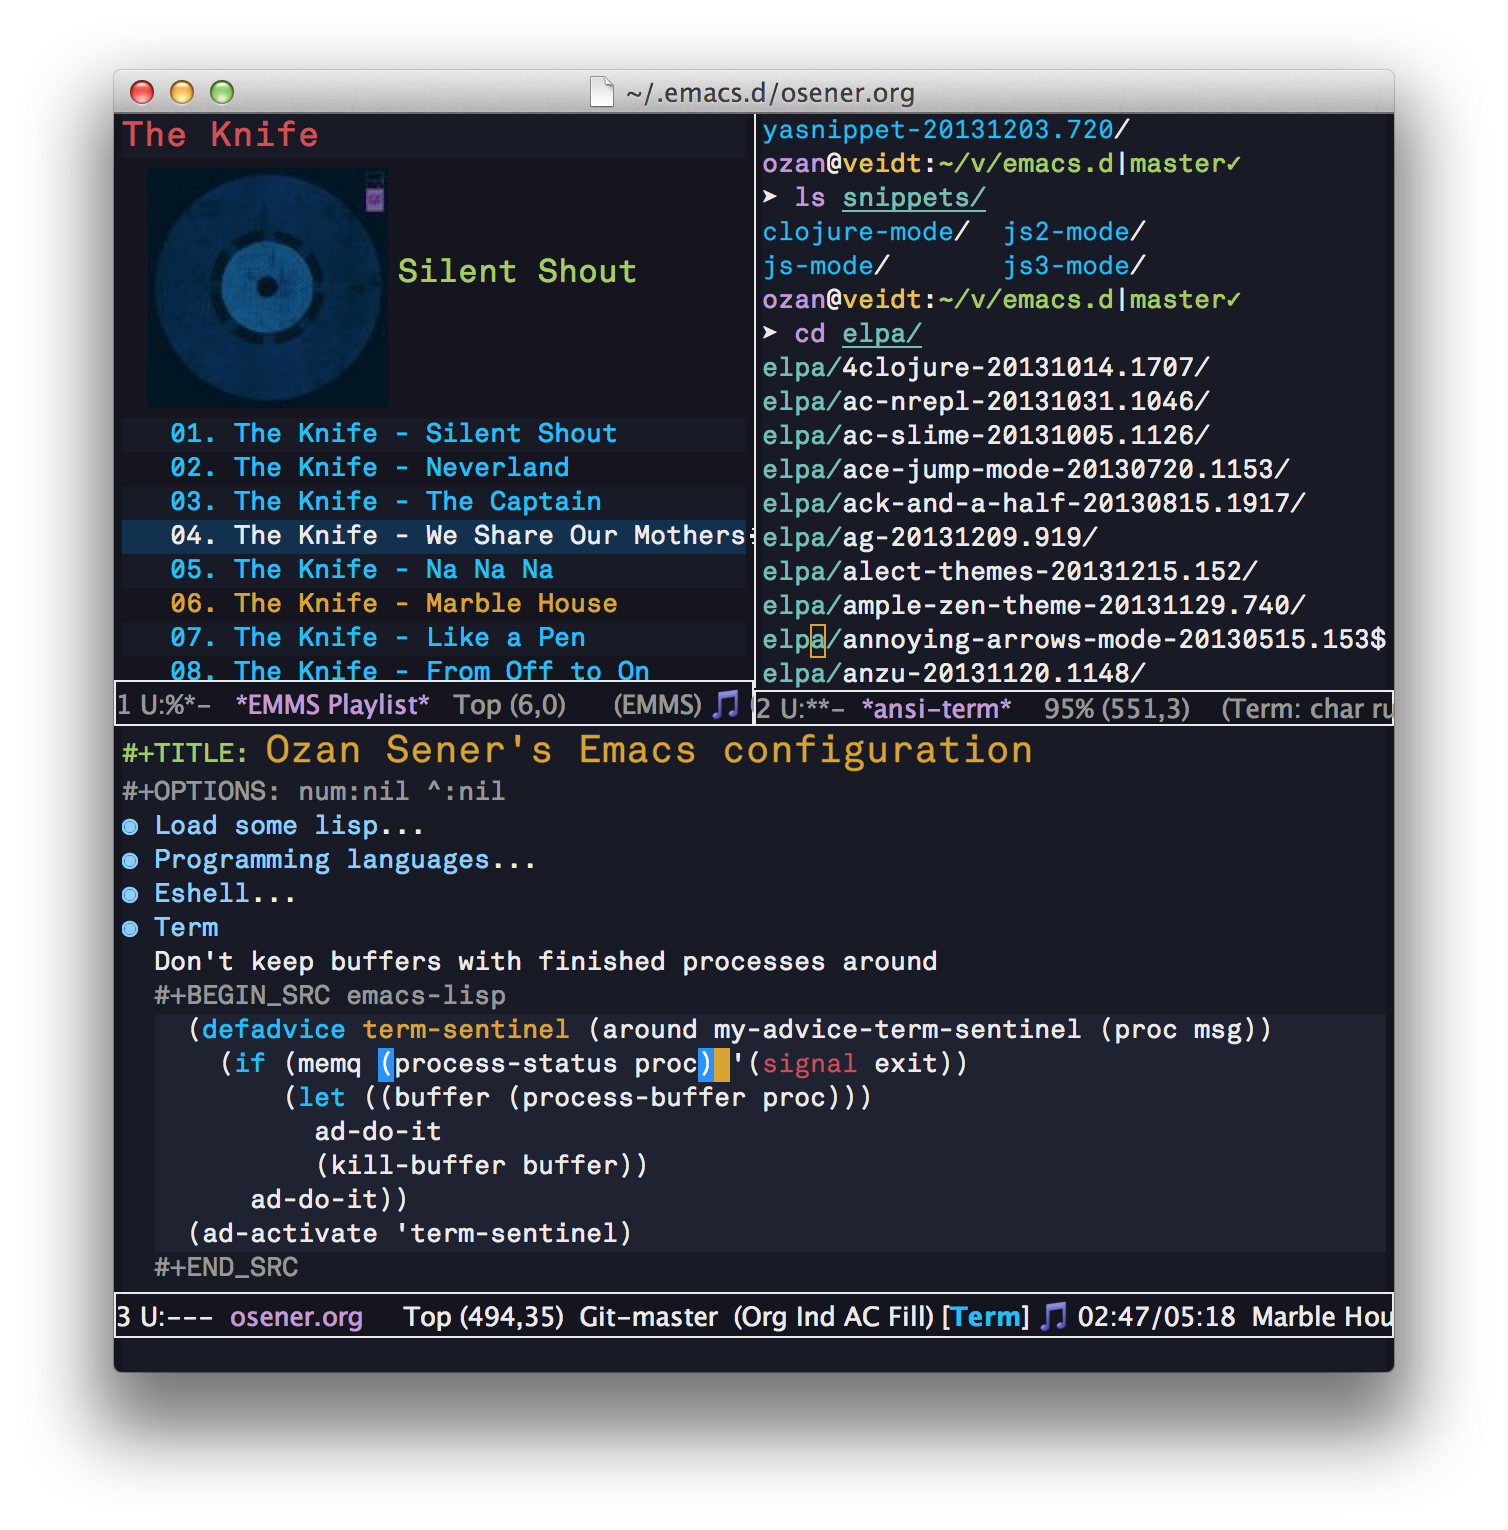 ~/.emacs.d/osener.org
The Knife
Silent Shout
01. The Knife - Silent Shout
02. The Knife - Neverland
03. The Knife - The Captain
04. The Knife - We Share Our Mothers
05. The Knife - Na Na Na
06. The Knife - Marble House
07. The Knife - Like a Pen
08. The Knife - From Off to On
1 U:%*-  *EMMS Playlist*  Top (6,0)  (EMMS) 🎵
yasnippet-20131203.720/
ozan@veidt:~/v/emacs.d|master✓
➤ ls snippets/
clojure-mode/  js2-mode/
js-mode/  js3-mode/
ozan@veidt:~/v/emacs.d|master✓
➤ cd elpa/
elpa/4clojure-20131014.1707/
elpa/ac-nrepl-20131031.1046/
elpa/ac-slime-20131005.1126/
elpa/ace-jump-mode-20130720.1153/
elpa/ack-and-a-half-20130815.1917/
elpa/ag-20131209.919/
elpa/alect-themes-20131215.152/
elpa/ample-zen-theme-20131129.740/
elpa/annoying-arrows-mode-20130515.153$
elpa/anzu-20131120.1148/
2 U:**-  *ansi-term*  95% (551,3)  (Term: char ru
#+TITLE: Ozan Sener's Emacs configuration
#+OPTIONS: num:nil ^:nil
◉ Load some lisp...
◉ Programming languages...
◉ Eshell...
◉ Term
Don't keep buffers with finished processes around
#+BEGIN_SRC emacs-lisp
(defadvice term-sentinel (around my-advice-term-sentinel (proc msg))
(if (memq (process-status proc) '(signal exit))
(let ((buffer (process-buffer proc)))
ad-do-it
(kill-buffer buffer))
ad-do-it))
(ad-activate 'term-sentinel)
#+END_SRC
3 U:---  osener.org  Top (494,35)  Git-master  (Org Ind AC Fill) [Term] 🎵 02:47/05:18  Marble Hou